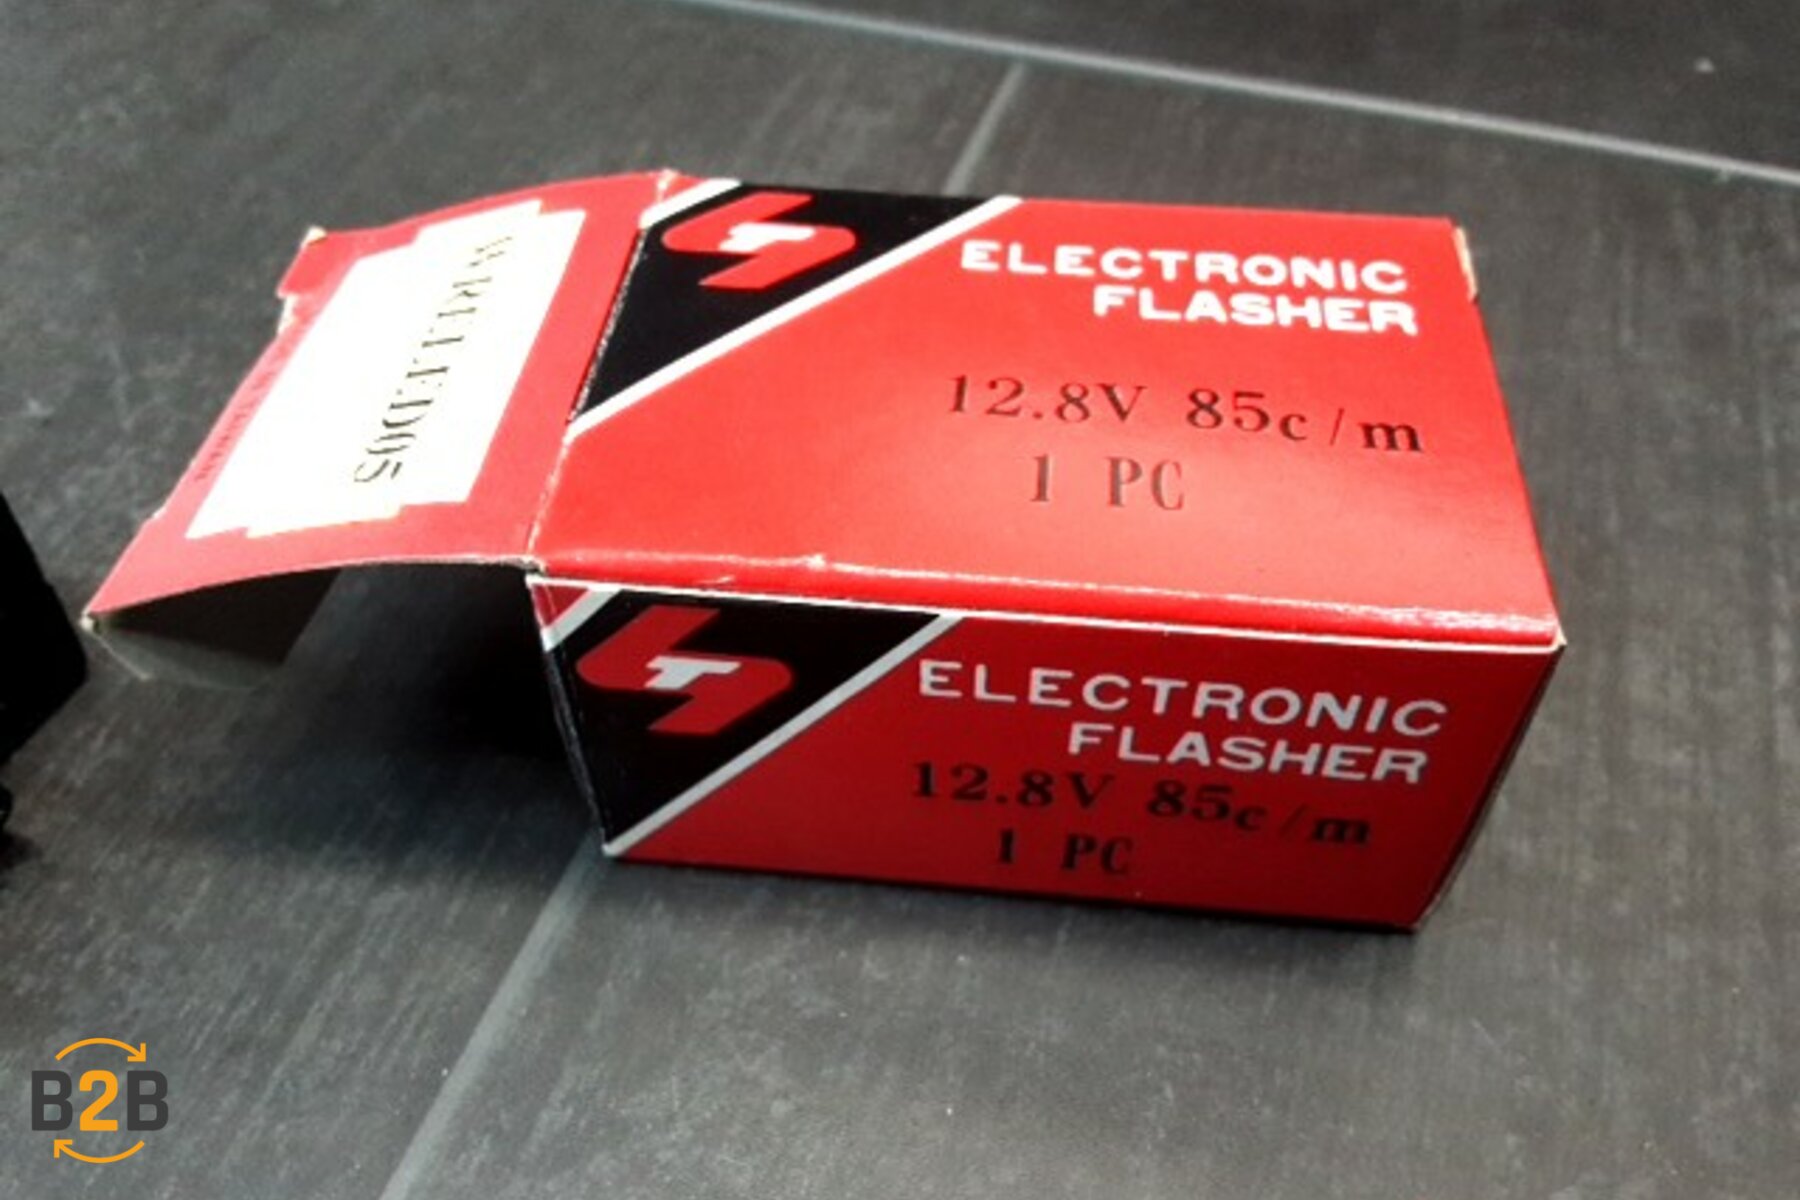 T
ELECTRONIC
FLASHER
12.8V 85c/m
1 PC
T
ELECTRONIC
FLASHER
12.8V 85c/m
1 PC
B2B